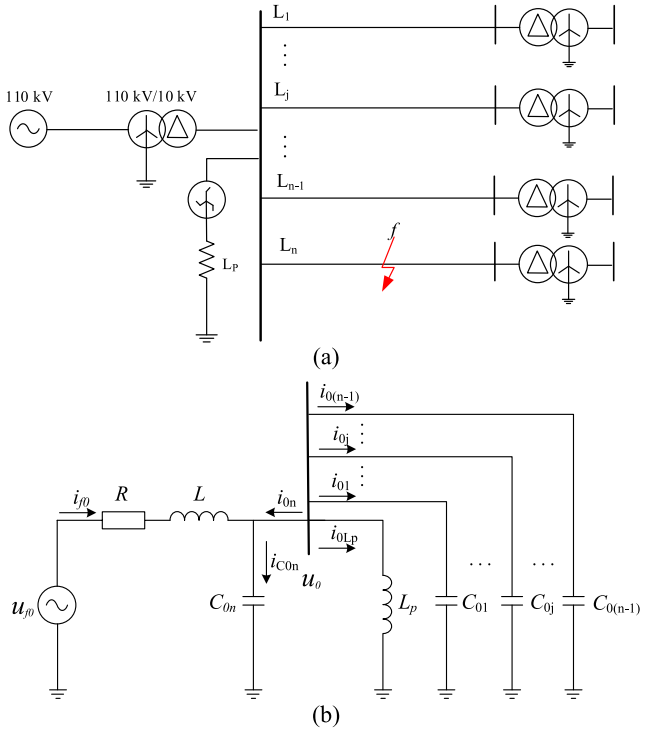 L1
⋮
110 kV
110 kV/10 kV
Lj
⋮
Ln-1
LP
Ln
f
(a)
i0(n-1)
⋮
i0j
⋮
if0
R
L
i0n
i01
i0Lp
iC0n
u0
uf0
C0n
Lp
C01
···
C0j
···
C0(n-1)
(b)